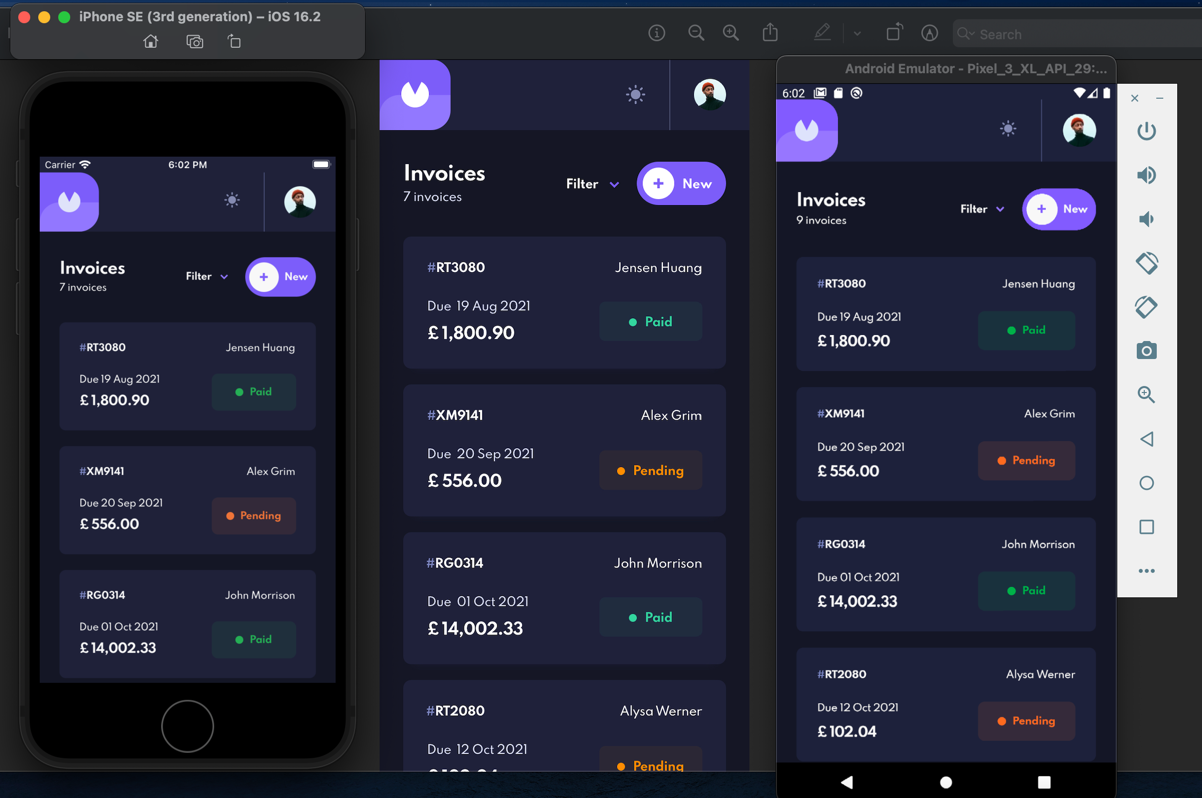 iPhone SE (3rd generation) – iOS 16.2
Search
Carrier
6:02 PM
Invoices
7 invoices
Filter
+ New
#RT3080
Jensen Huang
Due 19 Aug 2021
£ 1,800.90
Paid
#XM9141
Alex Grim
Due 20 Sep 2021
£ 556.00
Pending
#RG0314
John Morrison
Due 01 Oct 2021
£ 14,002.33
Paid
Invoices
7 invoices
Filter
+ New
#RT3080
Jensen Huang
Due 19 Aug 2021
£ 1,800.90
Paid
#XM9141
Alex Grim
Due 20 Sep 2021
£ 556.00
Pending
#RG0314
John Morrison
Due 01 Oct 2021
£ 14,002.33
Paid
#RT2080
Alysa Werner
Due 12 Oct 2021
Pending
Android Emulator - Pixel_3_XL_API_29:...
6:02
Invoices
9 invoices
Filter
+ New
#RT3080
Jensen Huang
Due 19 Aug 2021
£ 1,800.90
Paid
#XM9141
Alex Grim
Due 20 Sep 2021
£ 556.00
Pending
#RG0314
John Morrison
Due 01 Oct 2021
£ 14,002.33
Paid
#RT2080
Alysa Werner
Due 12 Oct 2021
£ 102.04
Pending